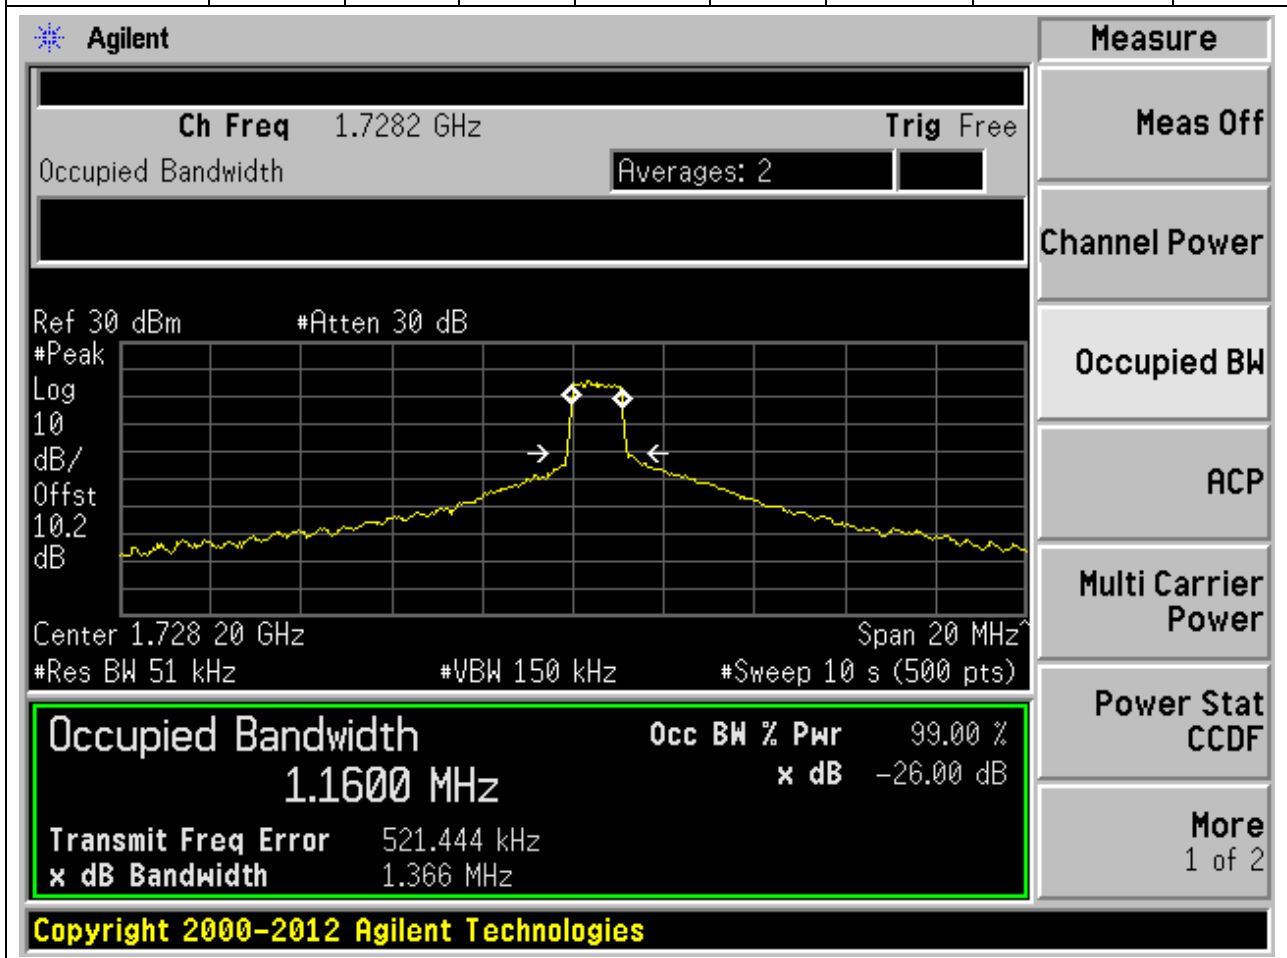 Agilent
Measure
Ch Freq 1.7282 GHz Trig Free
Occupied Bandwidth Averages: 2
Ref 30 dBm #Atten 30 dB
#Peak
Log
10
dB/
Offst
10.2
dB
Center 1.728 20 GHz Span 20 MHz^
#Res BW 51 kHz #VBW 150 kHz #Sweep 10 s (500 pts)
Occupied Bandwidth
1.1600 MHz
Occ BW % Pwr 99.00 %
x dB -26.00 dB
Transmit Freq Error 521.444 kHz
x dB Bandwidth 1.366 MHz
Meas Off
Channel Power
Occupied BW
ACP
Multi Carrier
Power
Power Stat
CCDF
More
1 of 2
Copyright 2000-2012 Agilent Technologies